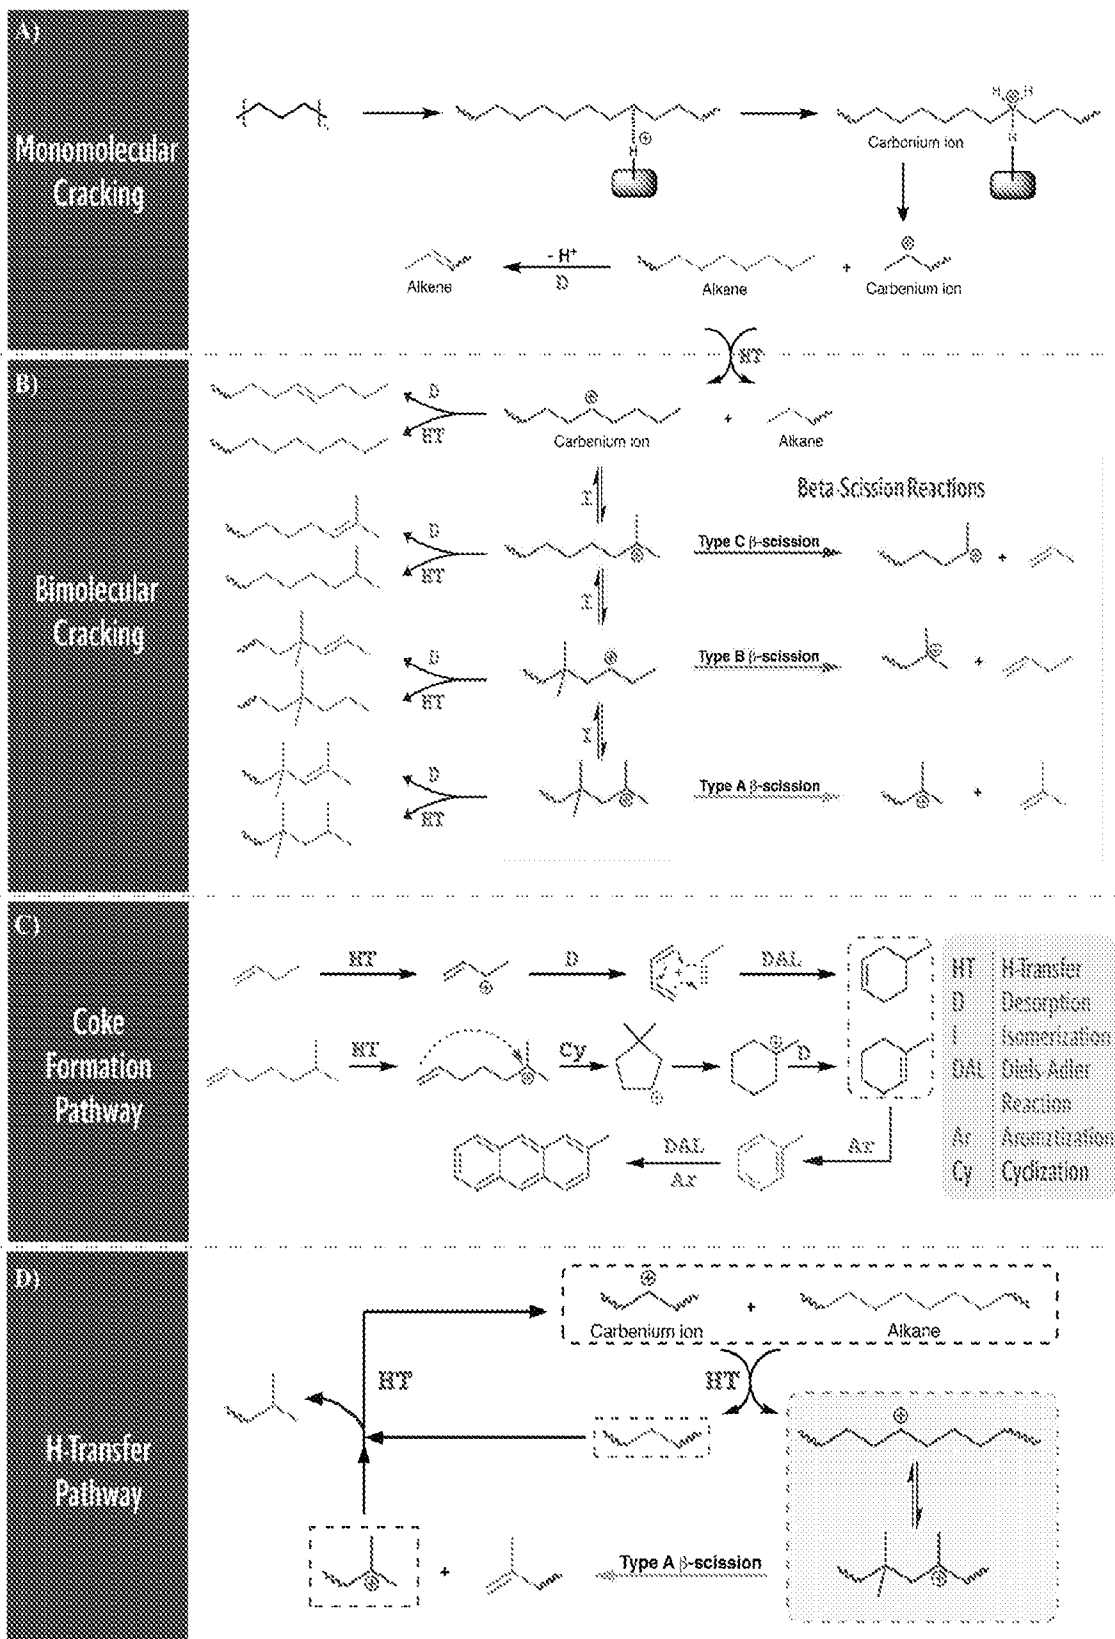 A)
Monomolecular
Cracking
H
⊕
H ⊕ H
Carbonium ion
- H⁺
D
Alkene
Alkane
+
⊕
Carbenium ion
HT
B)
Bimolecular
Cracking
D
HT
⊕
Carbenium ion
+
Alkane
I
Beta-Scission Reactions
D
HT
⊕
Type C β-scission
⊕
+
I
D
HT
⊕
Type B β-scission
⊕
+
I
D
HT
⊕
Type A β-scission
⊕
+
C)
Coke
Formation
Pathway
HT
⊕
D
+
DAL
HT
⊕
Cy
⊕
⊕
D
DAL
Ar
Ar
HT H-Transfer
D Desorption
I Isomerization
DAL Diels Adler
Reaction
Ar Aromatization
Cy Cyclization
D)
H-Transfer
Pathway
⊕
Carbenium ion
+
Alkane
HT
HT
⊕
⊕
+
Type A β-scission
⊕